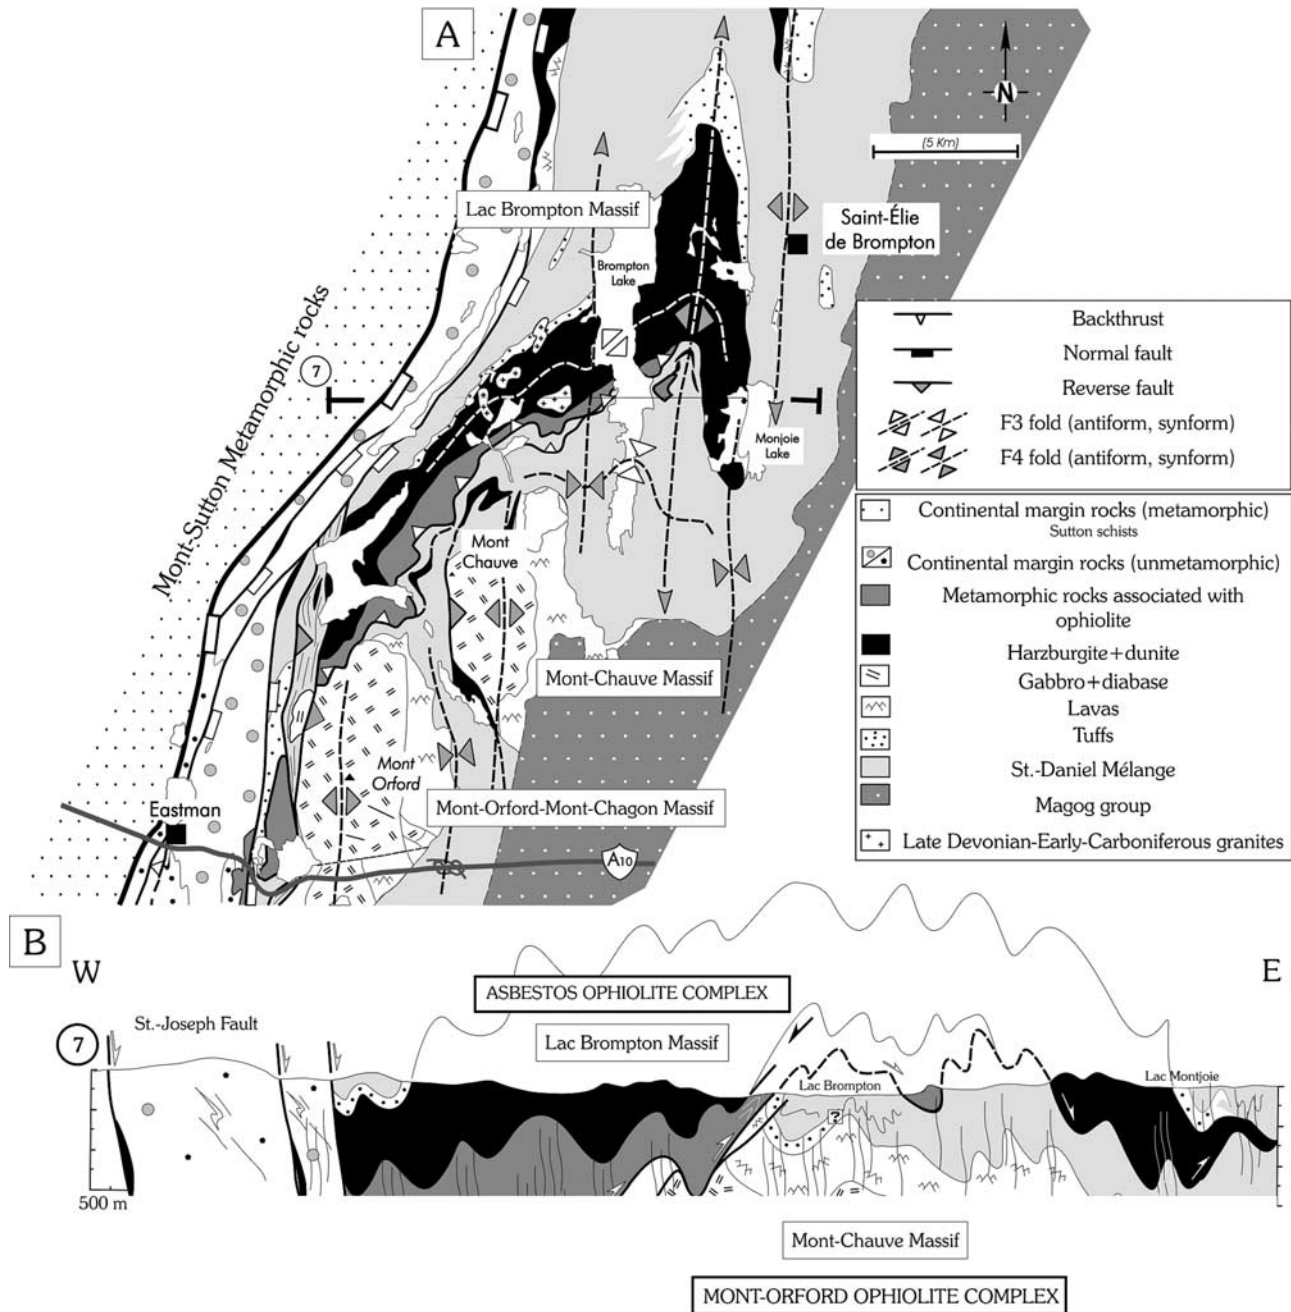 A
N
(5 Km)
Lac Brompton Massif
Saint-Élie
de Brompton
Brompton
Lake
Mont-Sutton Metamorphic rocks
7
Monjoie
Lake
Mont
Chauve
Mont-Chauve Massif
Mont
Orford
Mont-Orford-Mont-Chagon Massif
Eastman
A10
Backthrust
Normal fault
Reverse fault
F3 fold (antiform, synform)
F4 fold (antiform, synform)
Continental margin rocks (metamorphic)
Sutton schists
Continental margin rocks (unmetamorphic)
Metamorphic rocks associated with
ophiolite
Harzburgite+dunite
Gabbro+diabase
Lavas
Tuffs
St.-Daniel Mélange
Magog group
Late Devonian-Early-Carboniferous granites
B
W
E
ASBESTOS OPHIOLITE COMPLEX
St.-Joseph Fault
7
Lac Brompton Massif
Lac Brompton
Lac Montjoie
?
500 m
Mont-Chauve Massif
MONT-ORFORD OPHIOLITE COMPLEX